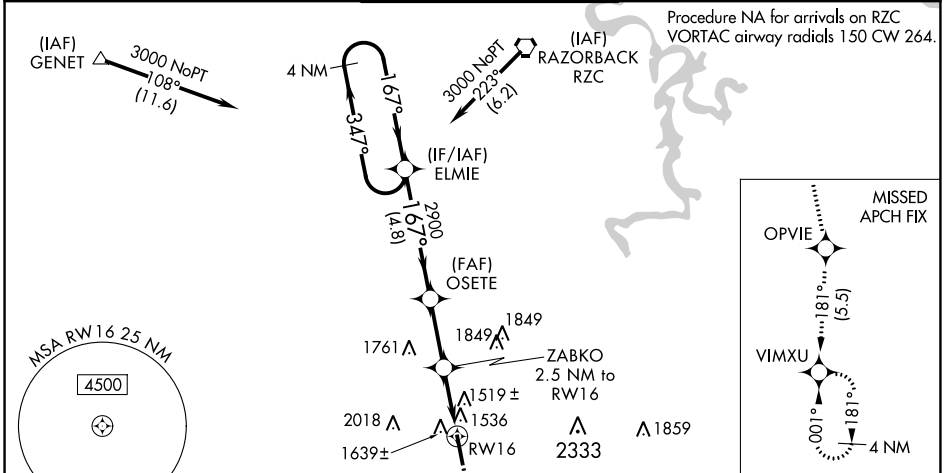 Procedure NA for arrivals on RZC
VORTAC airway radials 150 CW 264.
(IAF)
GENET
3000 NoPT
108°
(11.6)
4 NM
167°
347°
(IAF)
RAZORBACK
RZC
3000 NoPT
223°
(6.2)
(IF/IAF)
ELMIE
2900
167°
(4.8)
(FAF)
OSETE
1761
1849
1849
ZABKO
2.5 NM to
RW16
1519 ±
1536
2018
1639±
RW16
2333
1859
MSA RW16 25 NM
4500
MISSED
APCH FIX
OPVIE
181°
(5.5)
VIMXU
001°
181°
4 NM